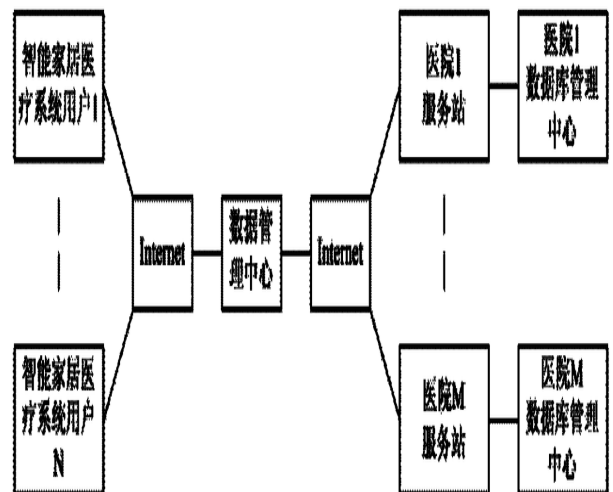 智能家居医
疗系统用户1
医院1
服务站
医院1
数据库管理
中心
Internet
数据管
理中心
Internet
智能家居医
疗系统用户
N
医院M
服务站
医院M
数据库管理
中心